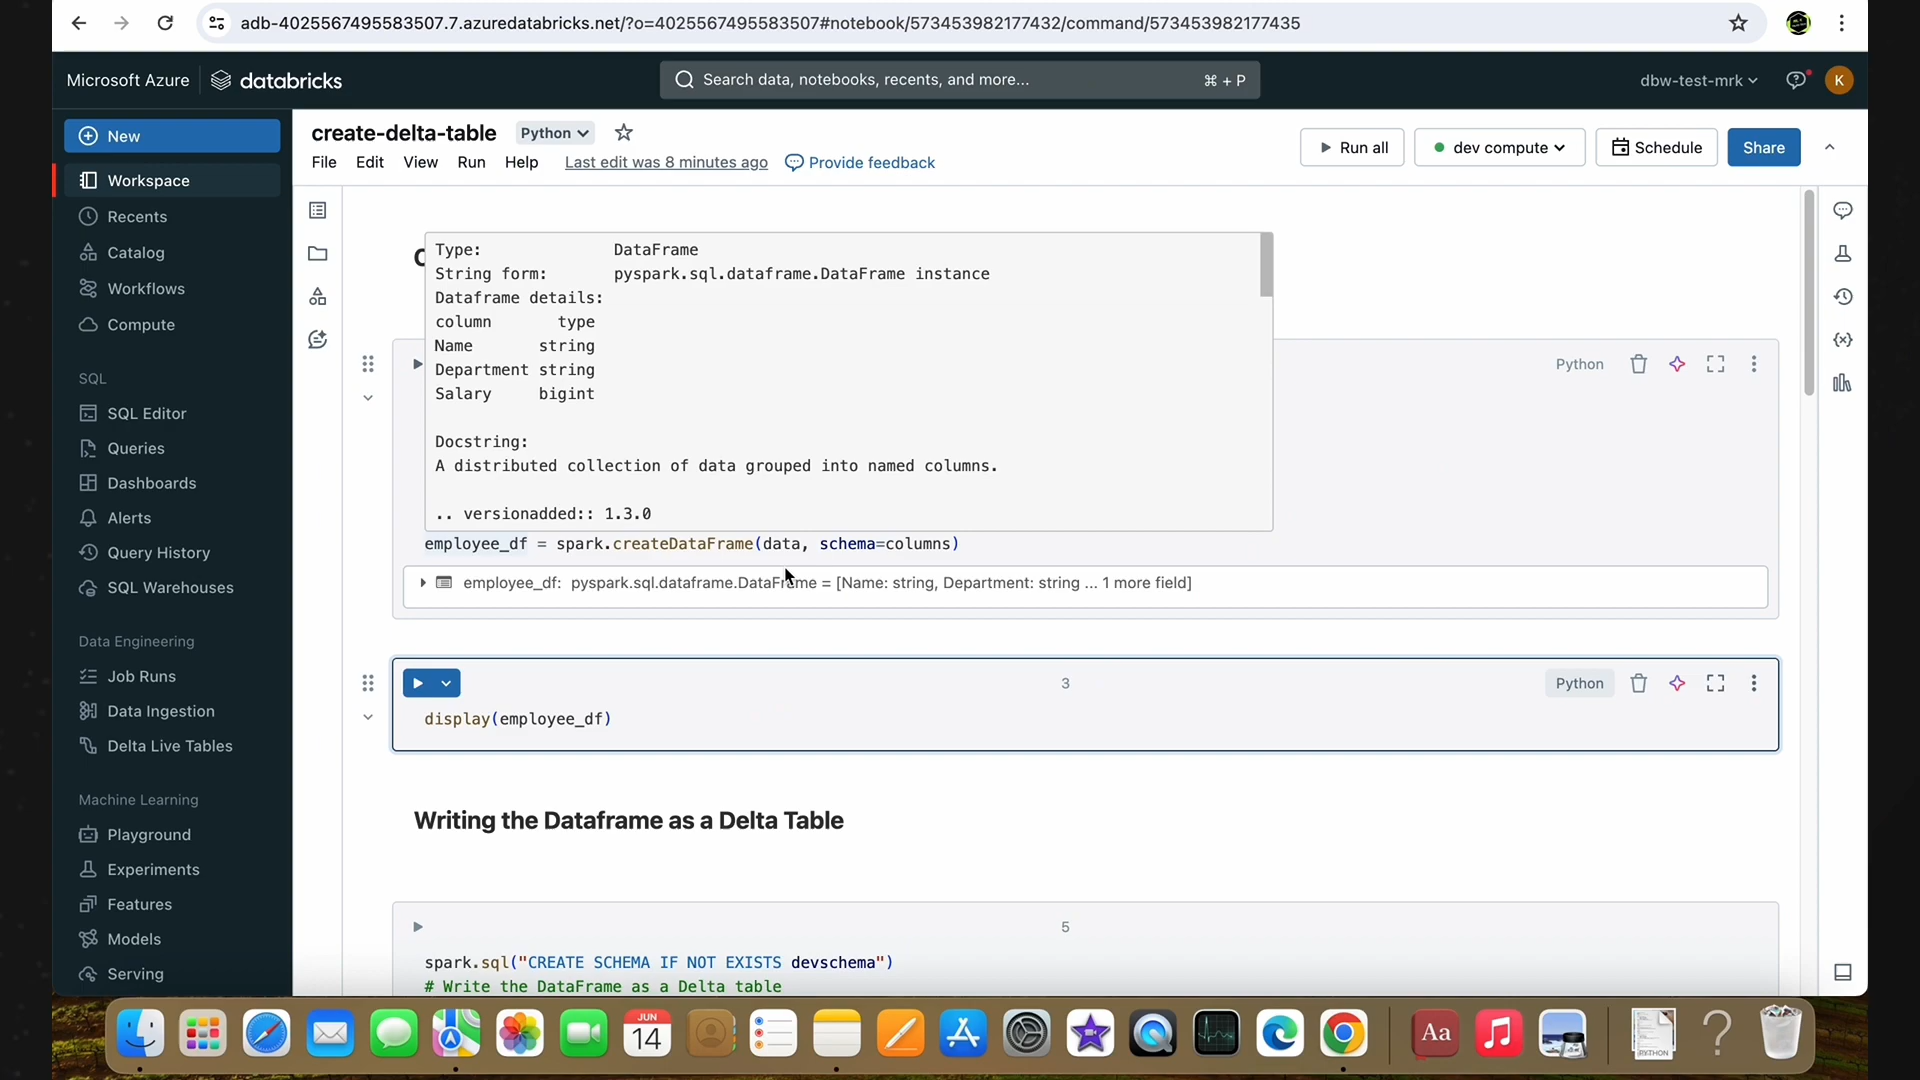 adb-4025567495583507.7.azuredatabricks.net/?o=4025567495583507#notebook/573453982177432/command/573453982177435
Microsoft Azure databricks
Search data, notebooks, recents, and more... ⌘ + P
dbw-test-mrk K
New
Workspace
Recents
Catalog
Workflows
Compute
SQL
SQL Editor
Queries
Dashboards
Alerts
Query History
SQL Warehouses
Data Engineering
Job Runs
Data Ingestion
Delta Live Tables
Machine Learning
Playground
Experiments
Features
Models
Serving
create-delta-table Python
File Edit View Run Help Last edit was 8 minutes ago Provide feedback
Run all dev compute Schedule Share
Type: DataFrame
String form: pyspark.sql.dataframe.DataFrame instance
Dataframe details:
column type
Name string
Department string
Salary bigint
Docstring:
A distributed collection of data grouped into named columns.
.. versionadded:: 1.3.0
Python
employee_df = spark.createDataFrame(data, schema=columns)
employee_df: pyspark.sql.dataframe.DataFrame = [Name: string, Department: string ... 1 more field]
3 Python
display(employee_df)
Writing the Dataframe as a Delta Table
5
spark.sql("CREATE SCHEMA IF NOT EXISTS devschema")
# Write the DataFrame as a Delta table
JUN
14
Aa
PYTHON
?